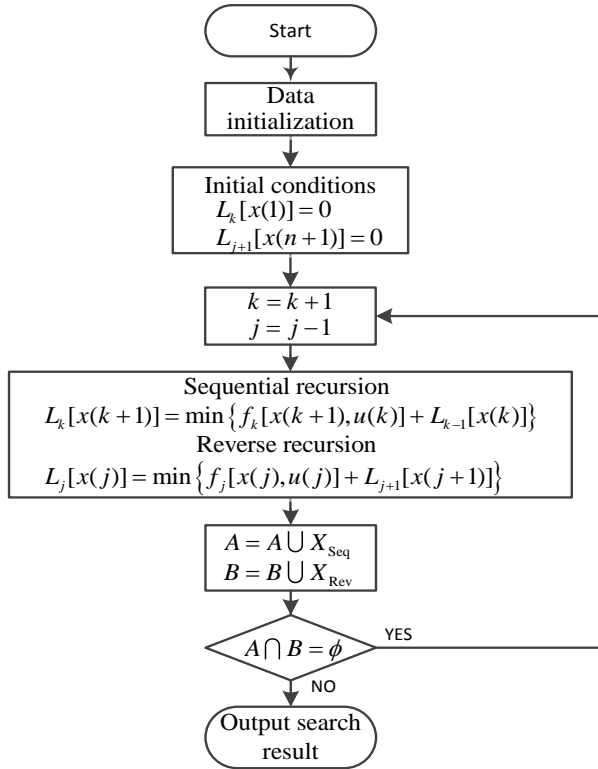 Start
Data
initialization
Initial conditions
L_k[x(1)]=0
L_{j+1}[x(n+1)]=0
k=k+1
j=j-1
Sequential recursion
L_k[x(k+1)]=min{f_k[x(k+1),u(k)]+L_{k-1}[x(k)]}
Reverse recursion
L_j[x(j)]=min{f_j[x(j),u(j)]+L_{j+1}[x(j+1)]}
A=A∪X_Seq
B=B∪X_Rev
A∩B=ϕ
YES
NO
Output search
result